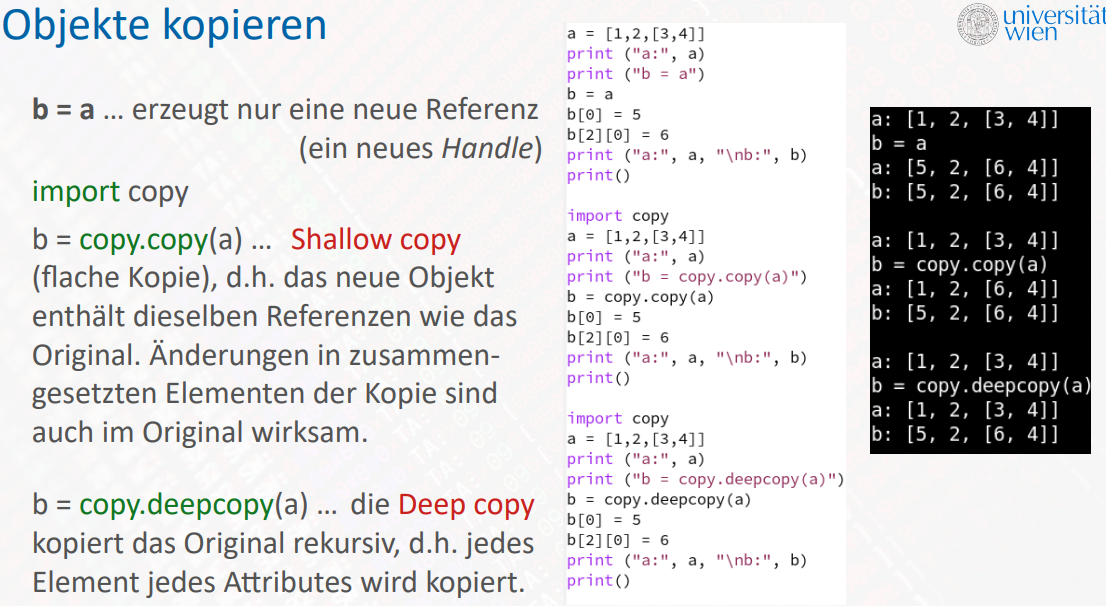 Objekte kopieren
universität
wien
b = a ... erzeugt nur eine neue Referenz
(ein neues Handle)
import copy
b = copy.copy(a) ... Shallow copy
(flache Kopie), d.h. das neue Objekt
enthält dieselben Referenzen wie das
Original. Änderungen in zusammen-
gesetzten Elementen der Kopie sind
auch im Original wirksam.
b = copy.deepcopy(a) ... die Deep copy
kopiert das Original rekursiv, d.h. jedes
Element jedes Attributes wird kopiert.
a = [1,2,[3,4]]
print ("a:", a)
print ("b = a")
b = a
b[0] = 5
b[2][0] = 6
print ("a:", a, "\nb:", b)
print()
import copy
a = [1,2,[3,4]]
print ("a:", a)
print ("b = copy.copy(a)")
b = copy.copy(a)
b[0] = 5
b[2][0] = 6
print ("a:", a, "\nb:", b)
print()
import copy
a = [1,2,[3,4]]
print ("a:", a)
print ("b = copy.deepcopy(a)")
b = copy.deepcopy(a)
b[0] = 5
b[2][0] = 6
print ("a:", a, "\nb:", b)
print()
a: [1, 2, [3, 4]]
b = a
a: [5, 2, [6, 4]]
b: [5, 2, [6, 4]]
a: [1, 2, [3, 4]]
b = copy.copy(a)
a: [1, 2, [6, 4]]
b: [5, 2, [6, 4]]
a: [1, 2, [3, 4]]
b = copy.deepcopy(a)
a: [1, 2, [3, 4]]
b: [5, 2, [6, 4]]